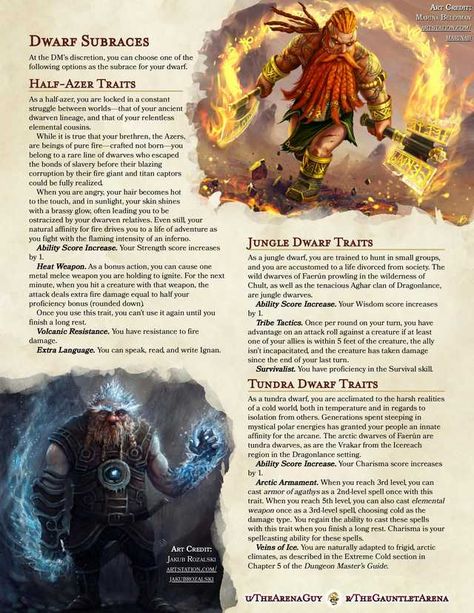 DWARF SUBRACES
At the DM's discretion, you can choose one of the
following options as the subrace for your dwarf.
HALF-AZER TRAITS
As a half-azer, you are locked in a constant
struggle between worlds—that of your ancient
dwarven lineage, and that of your relentless
elemental cousins.
While it is true that your brethren, the Azers,
are beings of pure fire—crafted not born—you
belong to a rare line of dwarves who escaped
the bonds of slavery before their blazing
corruption by their fire giant and titan captors
could be fully realized.
When you are angry, your hair becomes hot
to the touch, and in sunlight, your skin shines
with a brassy glow, often leading you to be
ostracized by your dwarven relatives. Even still, your
natural affinity for fire drives you to a life of adventure as
you fight with the flaming intensity of an inferno.
Ability Score Increase. Your Strength score increases
by 1.
Heat Weapon. As a bonus action, you can cause one
metal melee weapon you are holding to ignite. For the next
minute, when you hit a creature with that weapon, the
attack deals extra fire damage equal to half your
proficiency bonus (rounded down).
Once you use this trait, you can't use it again until you
finish a long rest.
Volcanic Resistance. You have resistance to fire
damage.
Extra Language. You can speak, read, and write Ignan.
ART CREDIT:
JAKUB ROZALSKI
ARTSTATION.COM/
JAKUBROZALSKI
ART CREDIT:
MARINA BELERMAN
ARTSTATION.COM/
MARINAB
JUNGLE DWARF TRAITS
As a jungle dwarf, you are trained to hunt in small groups,
and you are accustomed to a life divorced from society. The
wild dwarves of Faerûn prowling in the wilderness of
Chult, as well as the tenacious Aghar clan of Dragonlance,
are jungle dwarves.
Ability Score Increase. Your Wisdom score increases
by 1.
Tribe Tactics. Once per round on your turn, you have
advantage on an attack roll against a creature if at least
one of your allies is within 5 feet of the creature, the ally
isn't incapacitated, and the creature has taken damage
since the end of your last turn.
Survivalist. You have proficiency in the Survival skill.
TUNDRA DWARF TRAITS
As a tundra dwarf, you are acclimated to the harsh realities
of a cold world, both in temperature and in regards to
isolation from others. Generations spent steeping in
mystical polar energies has granted your people an innate
affinity for the arcane. The arctic dwarves of Faerûn are
tundra dwarves, as are the Vrakar from the Icereach
region in the Dragonlance setting.
Ability Score Increase. Your Charisma score increases
by 1.
Arctic Armament. When you reach 3rd level, you can
cast armor of agathys as a 2nd-level spell once with this
trait. When you reach 5th level, you can also cast elemental
weapon once as a 3rd-level spell, choosing cold as the
damage type. You regain the ability to cast these spells
with this trait when you finish a long rest. Charisma is your
spellcasting ability for these spells.
Veins of Ice. You are naturally adapted to frigid, arctic
climates, as described in the Extreme Cold section in
Chapter 5 of the Dungeon Master's Guide.
U/THEARENAGUY R/THEGAUNTLETARENA